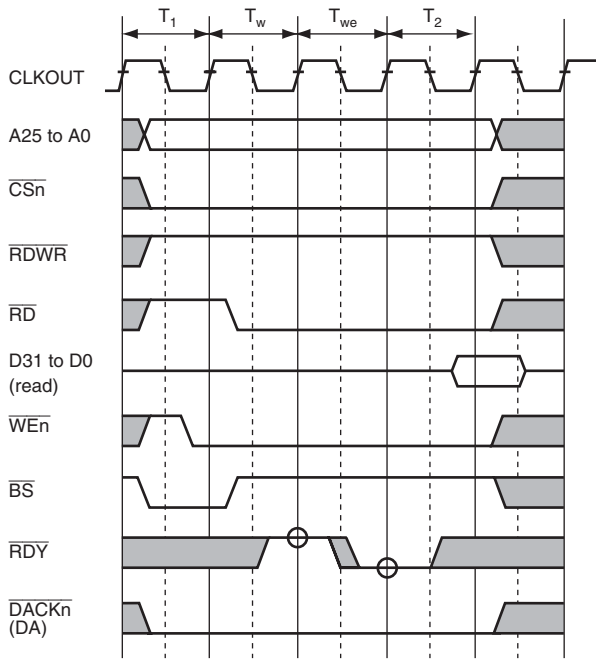 T1 Tw Twe T2
CLKOUT
A25 to A0
CSn
RDWR
RD
D31 to D0
(read)
WEn
BS
RDY
DACKn
(DA)